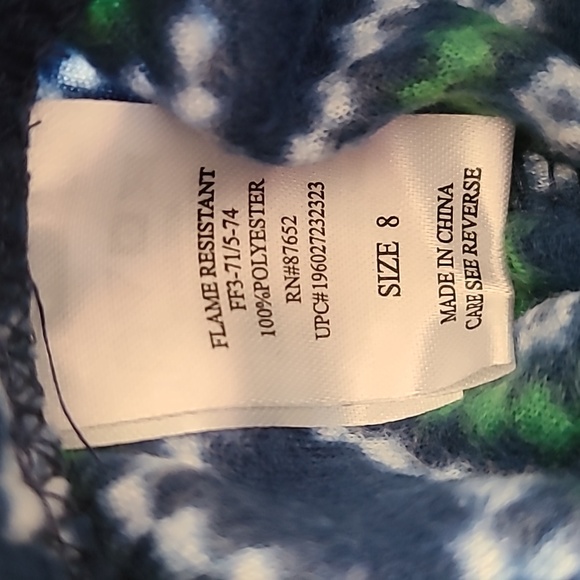 FLAME RESISTANT
FF3-71/5-74
100%POLYESTER
RN#87652
UPC#196027232323
SIZE 8
MADE IN CHINA
CARE SEE REVERSE